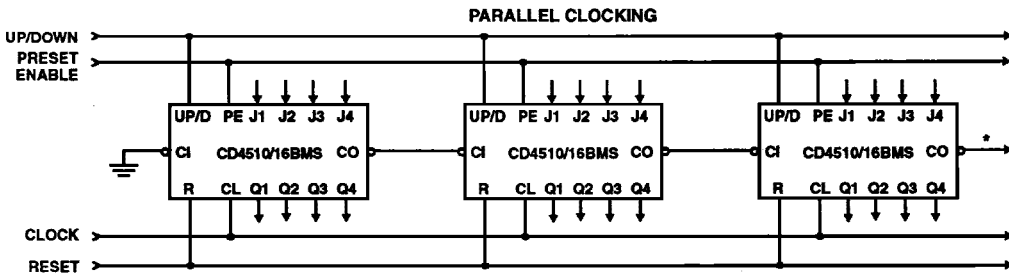 PARALLEL CLOCKING
UP/DOWN
PRESET
ENABLE
UP/D PE J1 J2 J3 J4
CI CD4510/16BMS CO
R CL Q1 Q2 Q3 Q4
UP/D PE J1 J2 J3 J4
CI CD4510/16BMS CO
R CL Q1 Q2 Q3 Q4
UP/D PE J1 J2 J3 J4
CI CD4510/16BMS CO
R CL Q1 Q2 Q3 Q4
*
CLOCK
RESET